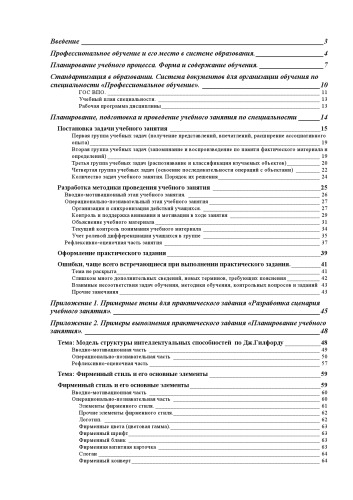 Введение 3
Профессиональное обучение и его место в системе образования. 4
Планирование учебного процесса. Форма и содержание обучения. 7
Стандартизация в образовании. Система документов для организации обучения по
специальности «Профессиональное обучение». 10
ГОС ВПО. 11
Учебный план специальности. 13
Рабочая программа дисциплины 13
Планирование, подготовка и проведение учебного занятия по специальности 14
Постановка задачи учебного занятия 15
Первая группа учебных задач (получение представлений, впечатлений, расширение ассоциативного
опыта) 19
Вторая группа учебных задач (запоминание и воспроизведение по памяти фактического материала и
определений) 19
Третья группа учебных задач (распознавание и классификация изучаемых объектов) 20
Четвертая группа учебных задач (освоение последовательности операций с объектами) 22
Количество задач учебного занятия. Порядок их решения 24
Разработка методики проведения учебного занятия 25
Вводно-мотивационный этап учебного занятия. 26
Операционально-познавательный этап учебного занятия 27
Организация и синхронизация действий учащихся. 27
Контроль и поддержка внимания и мотивации в ходе занятия 29
Объяснение учебного материала 31
Текущий контроль понимания учебного материала 34
Учет ролевой дифференциации учащихся в группе 35
Рефлексивно-оценочная часть занятия 37
Оформление практического задания 39
Ошибки, чаще всего встречающиеся при выполнении практического задания. 41
Тема не раскрыта 41
Слишком много дополнительных сведений, новых терминов, требующих пояснения 42
Взаимные несоответствия задач обучения, методики обучения, контрольных вопросов и заданий 43
Прочие замечания 43
Приложение 1. Примерные темы для практического задания «Разработка сценария
учебного занятия». 45
Приложение 2. Примеры выполнения практического задания «Планирование учебного
занятия». 48
Тема: Модель структуры интеллектуальных способностей по Дж.Гилфорду 48
Вводно-мотивационная часть 49
Операционально-познавательная часть 50
Рефлексивно-оценочная часть 57
Тема: Фирменный стиль и его основные элементы 59
Фирменный стиль и его основные элементы 59
Вводно-мотивационная часть 60
Операционально-познавательная часть 60
Элементы фирменного стиля. 61
Прочие элементы фирменного стиля 62
Логотип. 62
Фирменные цвета (цветовая гамма). 63
Фирменный шрифт 63
Фирменный бланк 63
Фирменная визитная карточка 63
Слоган 64
Фирменный конверт 64